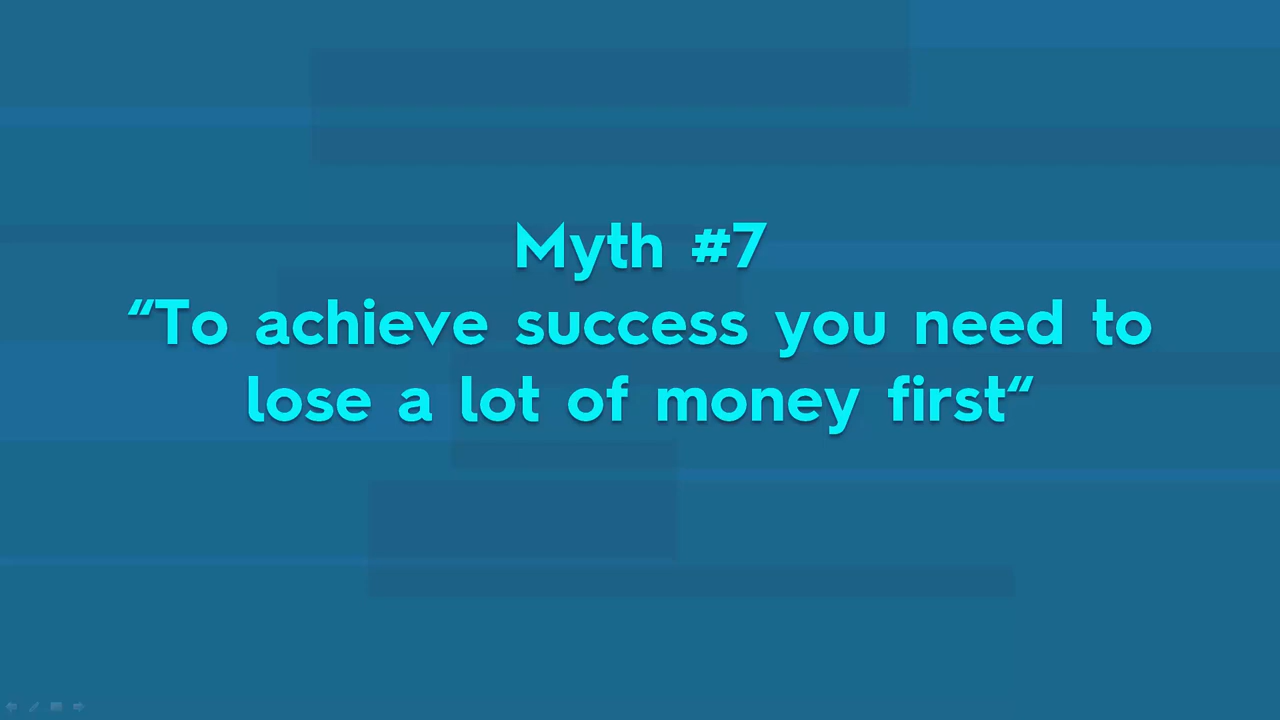 Myth #7
“To achieve success you need to
lose a lot of money first“